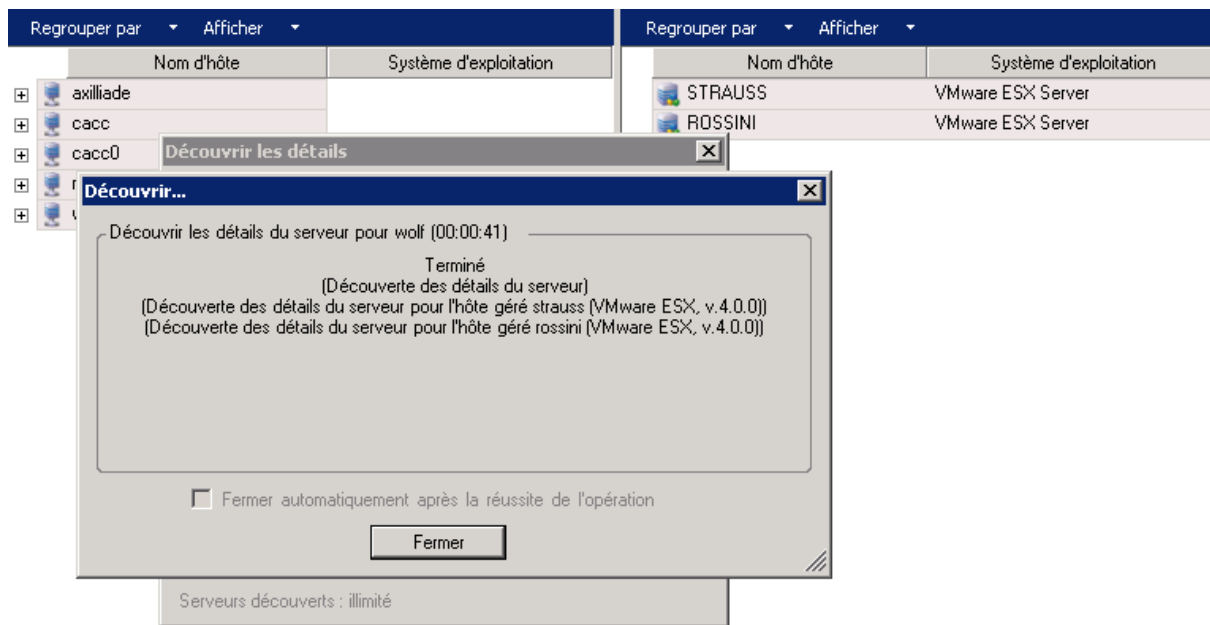 Regrouper par Afficher
Nom d'hôte Système d'exploitation
axilliade
cacc
cacc0
Regrouper par Afficher
Nom d'hôte Système d'exploitation
STRAUSS VMware ESX Server
ROSSINI VMware ESX Server
Découvrir les détails
Découvrir...
Découvrir les détails du serveur pour wolf (00:00:41)
Terminé
(Découverte des détails du serveur)
(Découverte des détails du serveur pour l'hôte géré strauss (VMware ESX, v.4.0.0))
(Découverte des détails du serveur pour l'hôte géré rossini (VMware ESX, v.4.0.0))
Fermer automatiquement après la réussite de l'opération
Fermer
Serveurs découverts : illimité